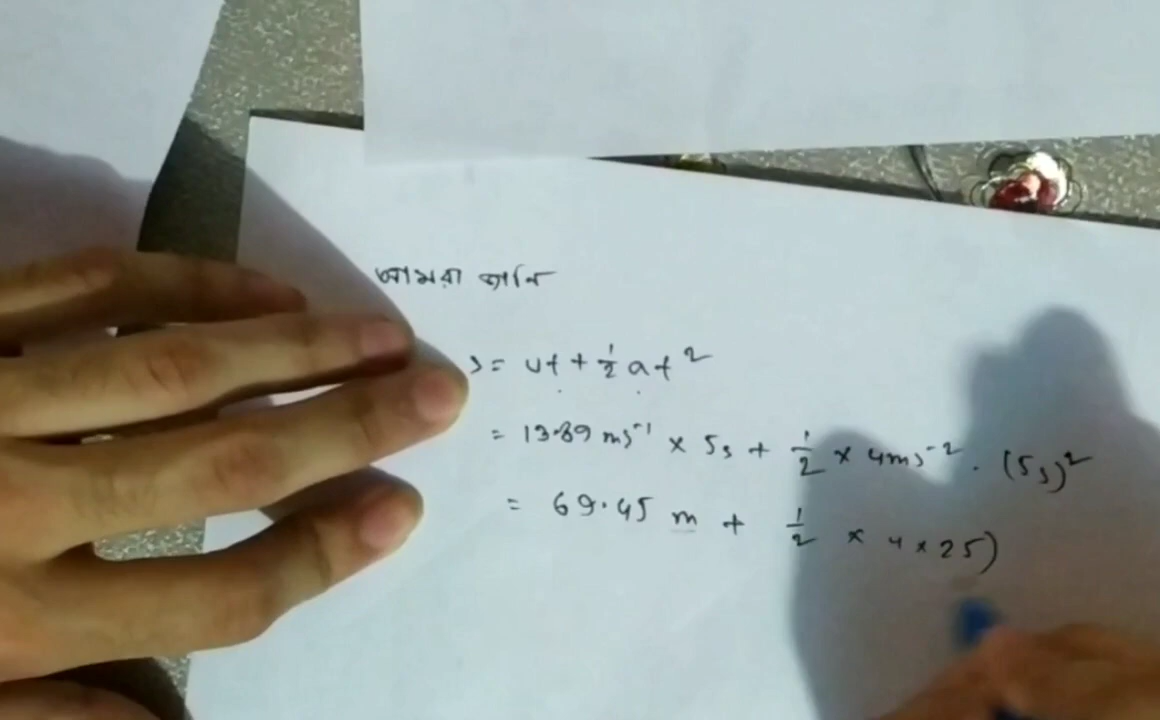 আমরা জানি
s = ut + ½ at²
= 13.89 ms⁻¹ × 5s + ½ × 4ms⁻² . (5s)²
= 69.45 m + ½ × 4 × 25)